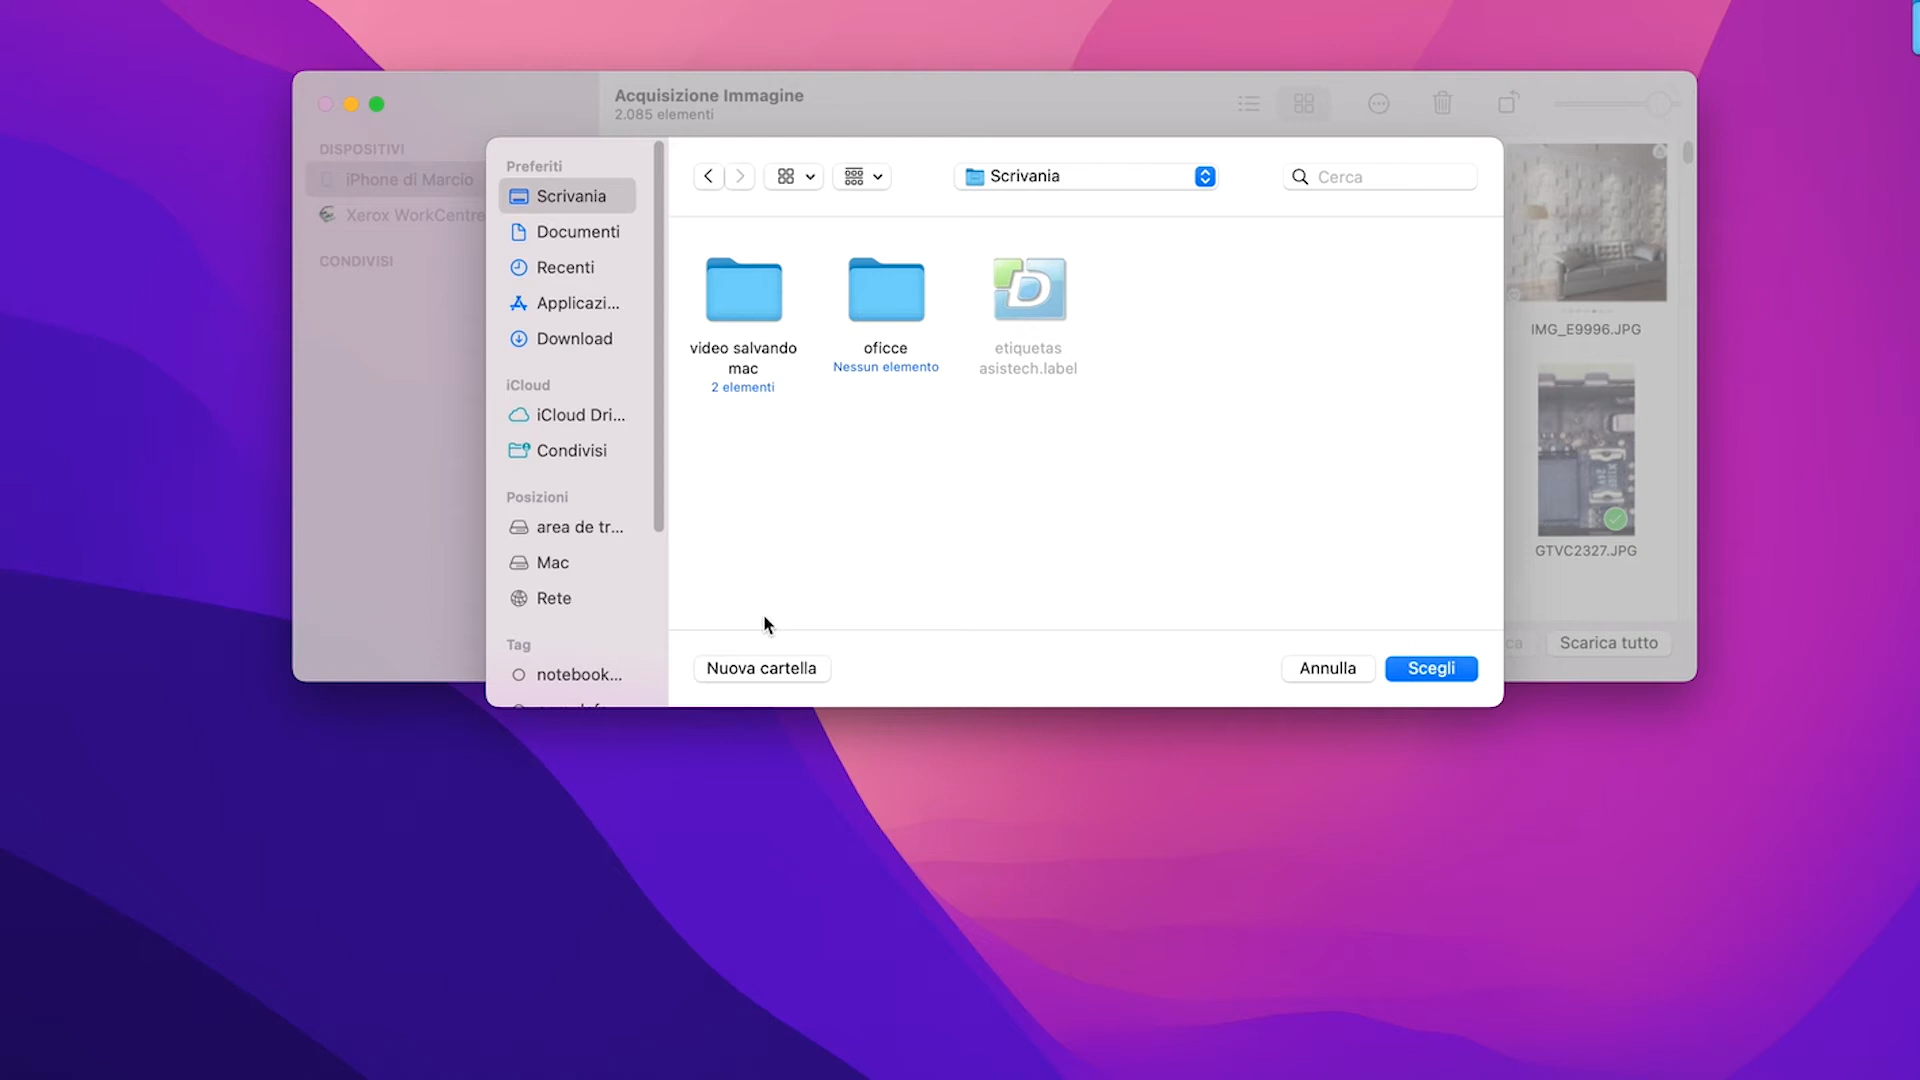 Acquisizione Immagine
2.085 elementi
DISPOSITIVI
iPhone di Marcio
Xerox WorkCentre
CONDIVISI
Preferiti
Scrivania
Documenti
Recenti
Applicazi...
Download
iCloud
iCloud Dri...
Condivisi
Posizioni
area de tr...
Mac
Rete
Tag
notebook...
Scrivania
Cerca
video salvando
mac
2 elementi
oficce
Nessun elemento
etiquetas
asistech.label
Nuova cartella
Annulla
Scegli
IMG_E9996.JPG
GTVC2327.JPG
ca
Scarica tutto